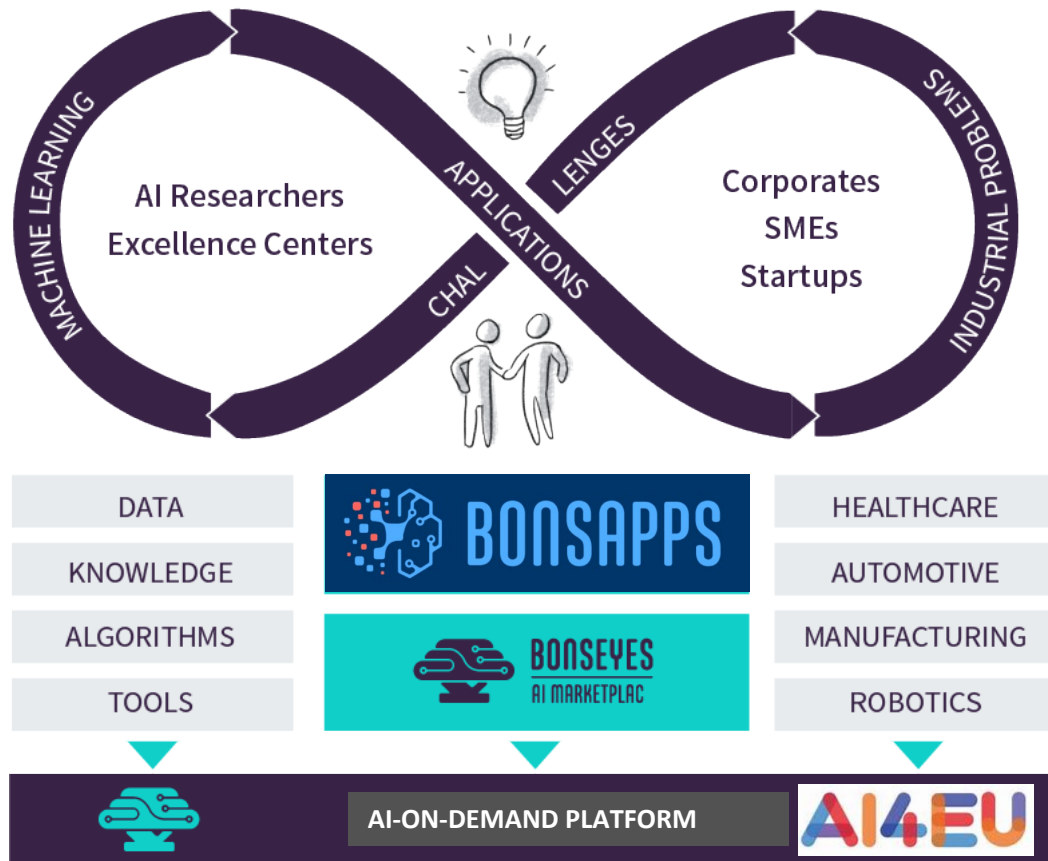 MACHINE LEARNING
AI Researchers
Excellence Centers
APPLICATIONS
CHAL
LENGES
Corporates
SMEs
Startups
INDUSTRIAL PROBLEMS
DATA
KNOWLEDGE
ALGORITHMS
TOOLS
BONSAPPS
BONSEYES
AI MARKETPLAC
HEALTHCARE
AUTOMOTIVE
MANUFACTURING
ROBOTICS
AI-ON-DEMAND PLATFORM
AI4EU